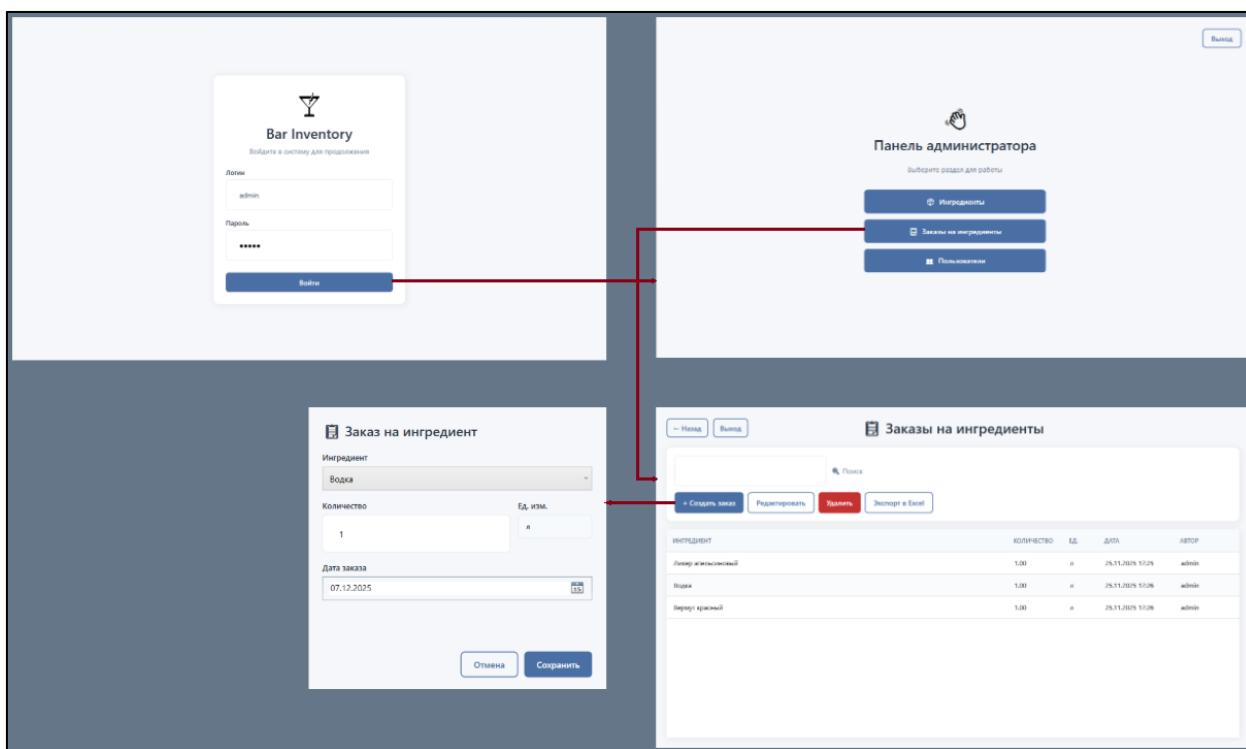 Bar Inventory
Войдите в систему для продолжения
Логин
admin
Пароль
Войти
Выход
Панель администратора
Выберите раздел для работы
Ингредиенты
Заказы на ингредиенты
Пользователи
Заказ на ингредиент
Ингредиент
Водка
Количество
Ед. изм.
1
л
Дата заказа
07.12.2025
15
Отмена
Сохранить
← Назад
Выход
Заказы на ингредиенты
Поиск
+ Создать заказ
Редактировать
Удалить
Экспорт в Excel
ИНГРЕДИЕНТ КОЛИЧЕСТВО ЕД. ДАТА АВТОР
Ликер апельсиновый 1.00 л 25.11.2025 17:25 admin
Водка 1.00 л 25.11.2025 17:26 admin
Вермут красный 1.00 л 25.11.2025 17:26 admin